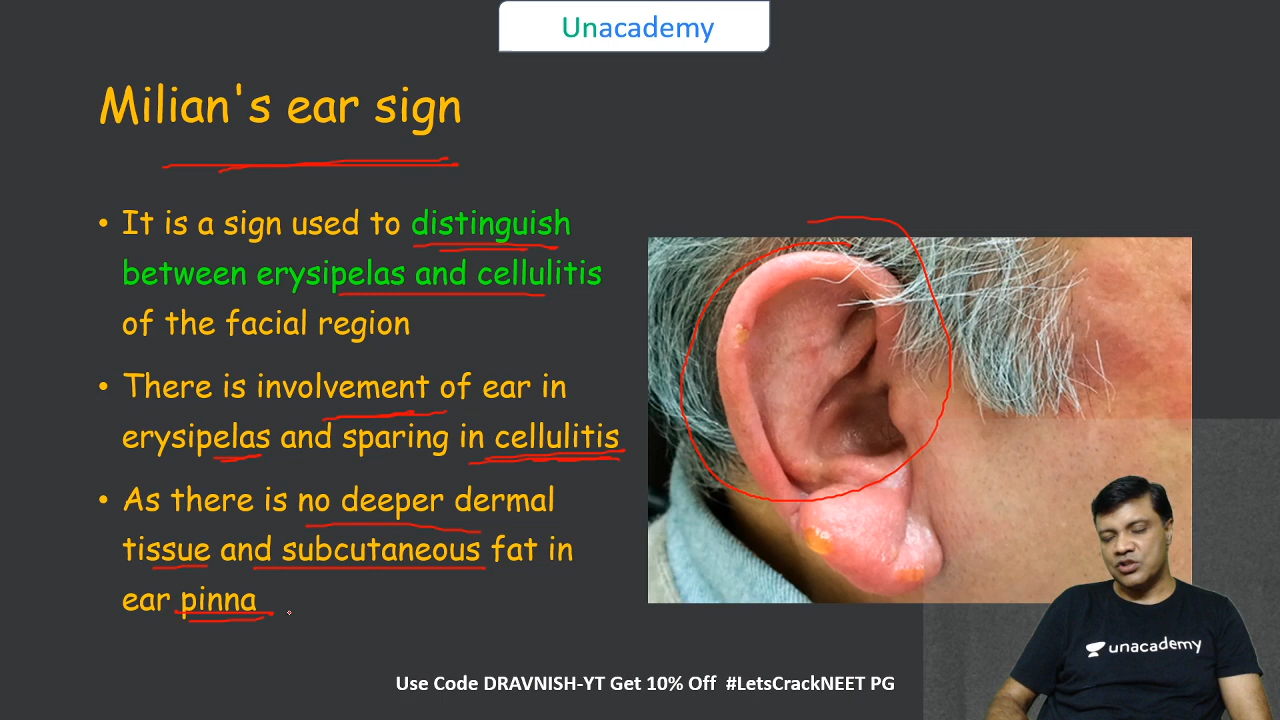 Unacademy
Milian's ear sign
• It is a sign used to distinguish
between erysipelas and cellulitis
of the facial region
• There is involvement of ear in
erysipelas and sparing in cellulitis
• As there is no deeper dermal
tissue and subcutaneous fat in
ear pinna
unacademy
Use Code DRAVNISH-YT Get 10% Off #LetsCrackNEET PG